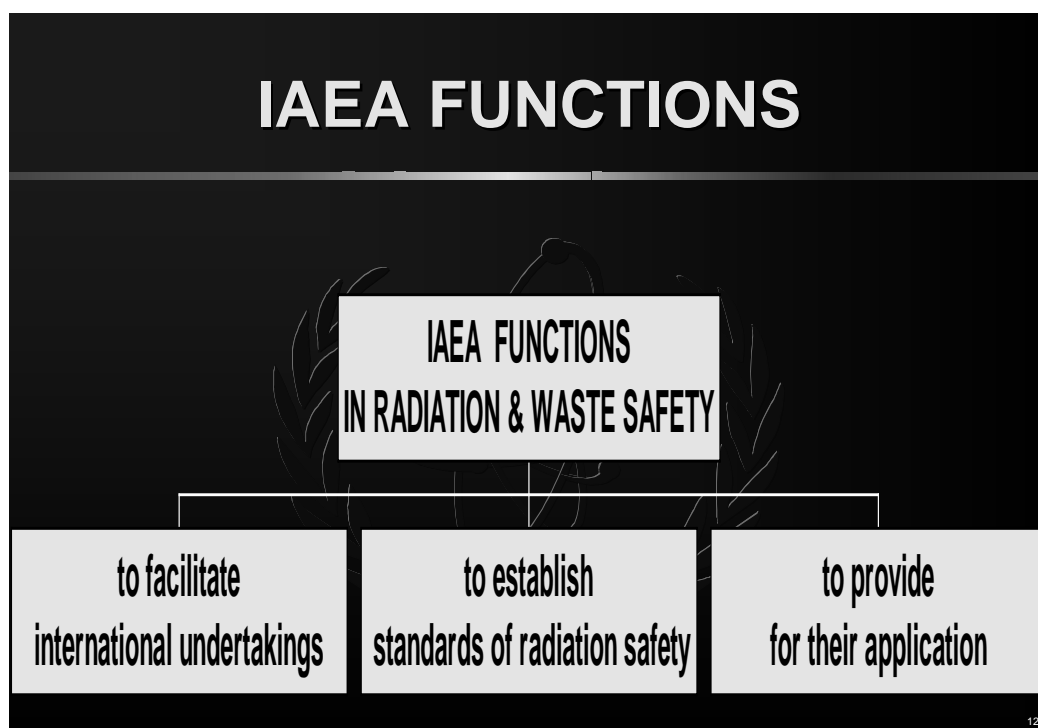 IAEA FUNCTIONS
IAEA FUNCTIONS
IN RADIATION & WASTE SAFETY
to facilitate
international undertakings
to establish
standards of radiation safety
to provide
for their application
12